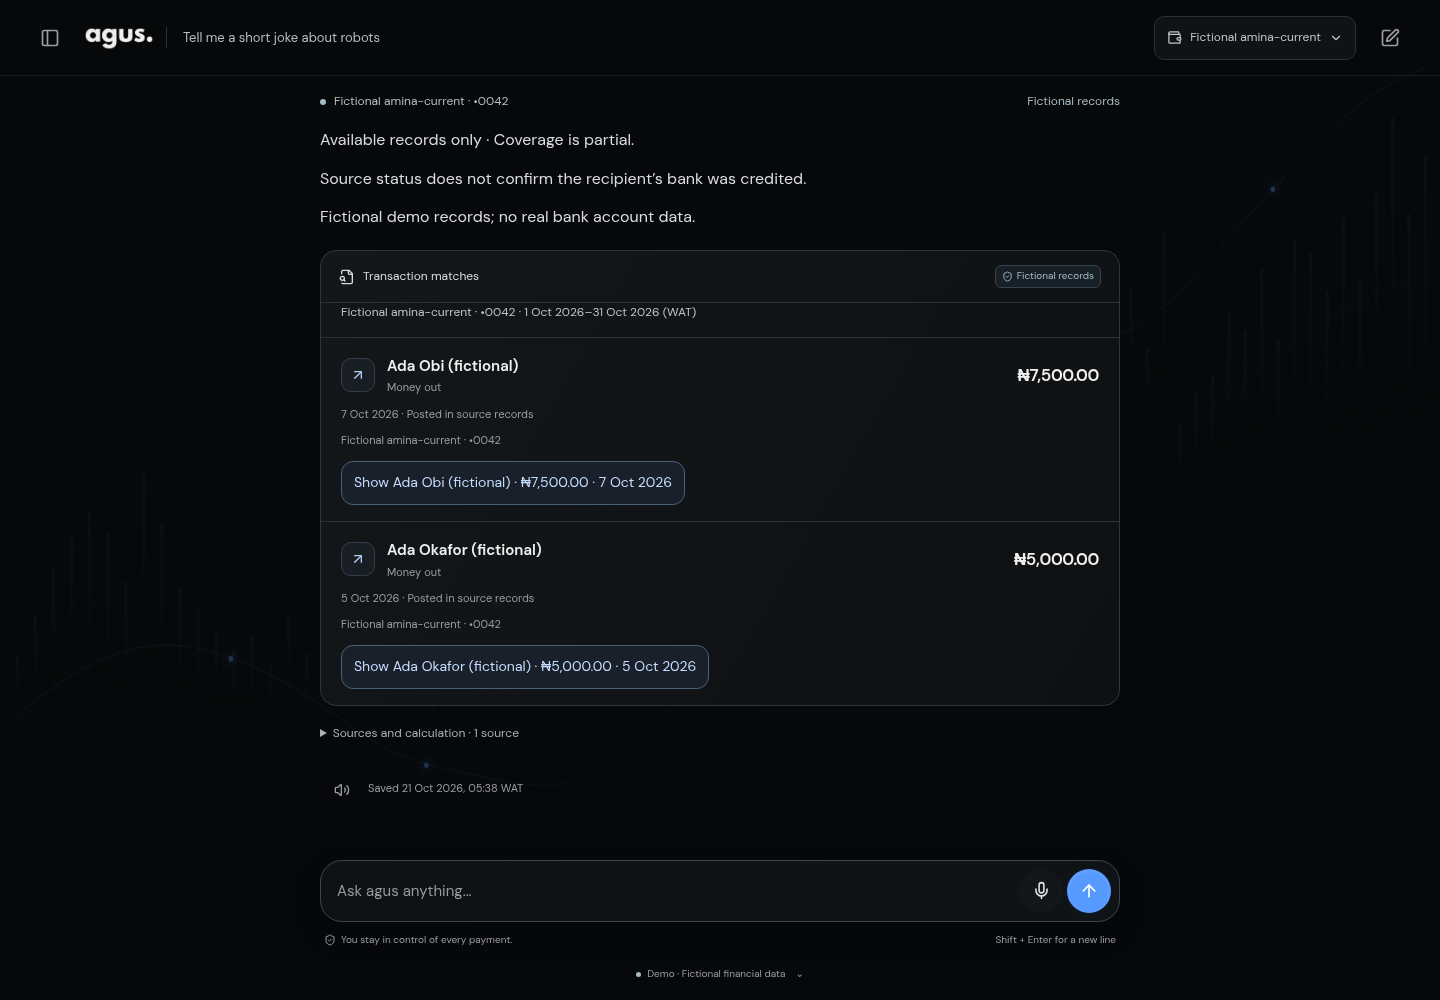 agus.
Tell me a short joke about robots
Fictional amina-current
Fictional amina-current · •0042
Fictional records
Available records only · Coverage is partial.
Source status does not confirm the recipient’s bank was credited.
Fictional demo records; no real bank account data.
Transaction matches
Fictional records
Fictional amina-current · •0042 · 1 Oct 2026–31 Oct 2026 (WAT)
Ada Obi (fictional)
₦7,500.00
Money out
7 Oct 2026 · Posted in source records
Fictional amina-current · •0042
Show Ada Obi (fictional) · ₦7,500.00 · 7 Oct 2026
Ada Okafor (fictional)
₦5,000.00
Money out
5 Oct 2026 · Posted in source records
Fictional amina-current · •0042
Show Ada Okafor (fictional) · ₦5,000.00 · 5 Oct 2026
Sources and calculation · 1 source
Saved 21 Oct 2026, 05:38 WAT
Ask agus anything...
You stay in control of every payment.
Shift + Enter for a new line
Demo · Fictional financial data